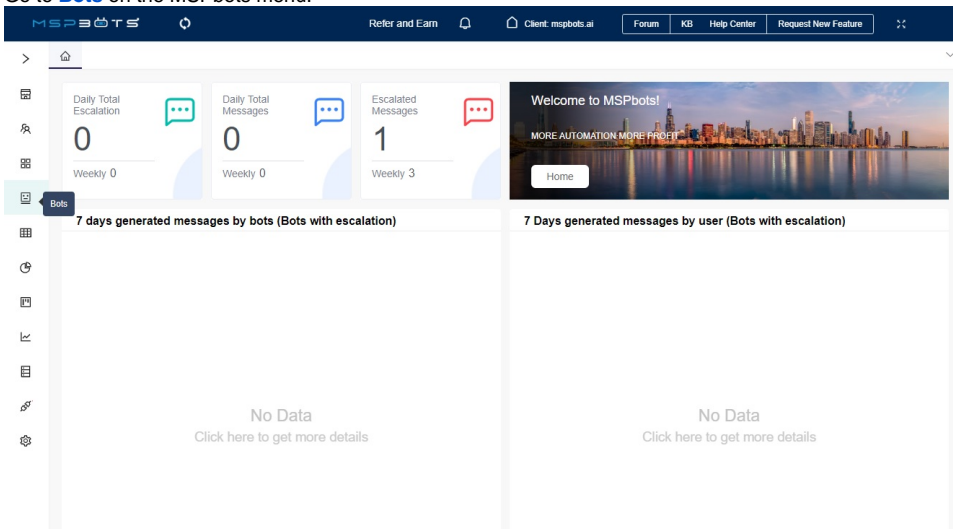 Go to Bots on the MSPbots menu.
MSPBOTS
Refer and Earn
Client: mspbots.ai
Forum
KB
Help Center
Request New Feature
Daily Total
Escalation
0
Weekly 0
Daily Total
Messages
0
Weekly 0
Escalated
Messages
1
Weekly 3
Welcome to MSPbots!
MORE AUTOMATION·MORE PROFIT
Home
Bots
7 days generated messages by bots (Bots with escalation)
No Data
Click here to get more details
7 Days generated messages by user (Bots with escalation)
No Data
Click here to get more details